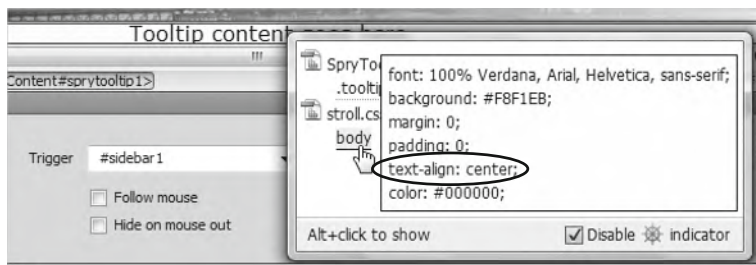 Tooltip content goes here
Content#sprytooltip1>
Trigger #sidebar1
Follow mouse
Hide on mouse out
SpryToo
.toolti
stroll.cs
body
font: 100% Verdana, Arial, Helvetica, sans-serif;
background: #F8F1EB;
margin: 0;
padding: 0;
text-align: center;
color: #000000;
Alt+click to show
Disable
indicator